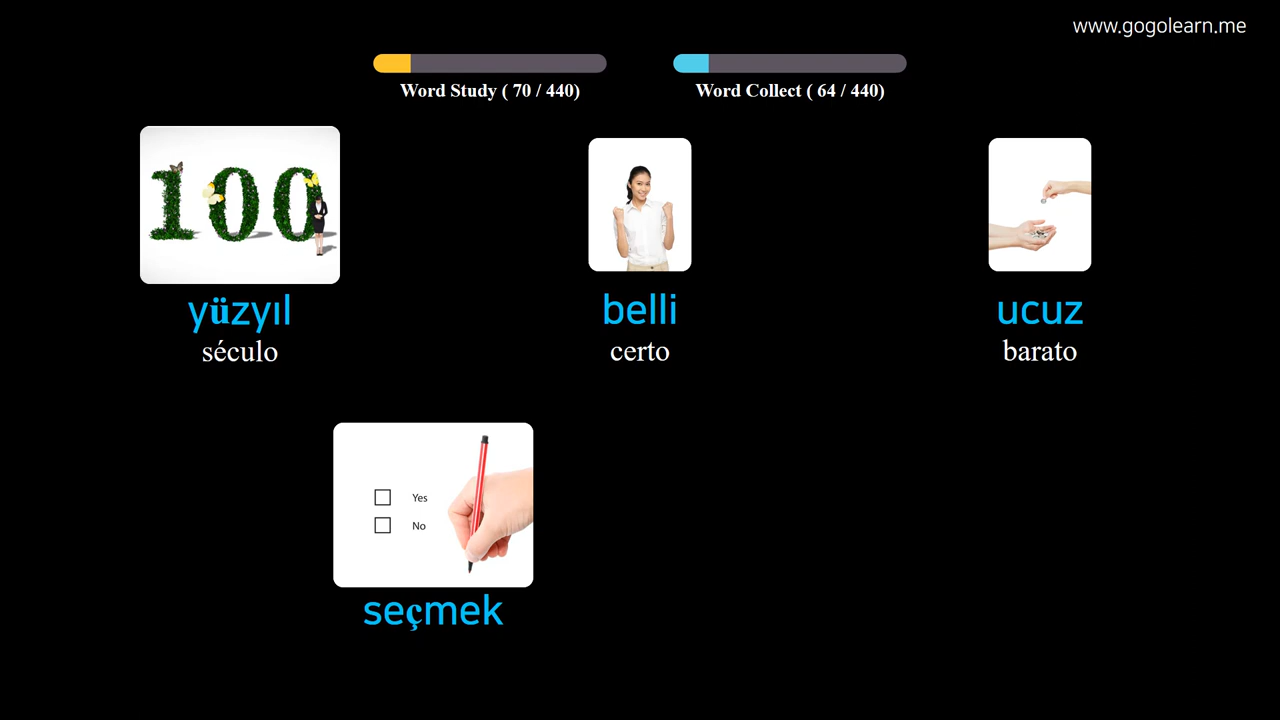 www.gogolearn.me
Word Study ( 70 / 440)
Word Collect ( 64 / 440)
100
yüzyıl
século
belli
certo
ucuz
barato
Yes
No
seçmek